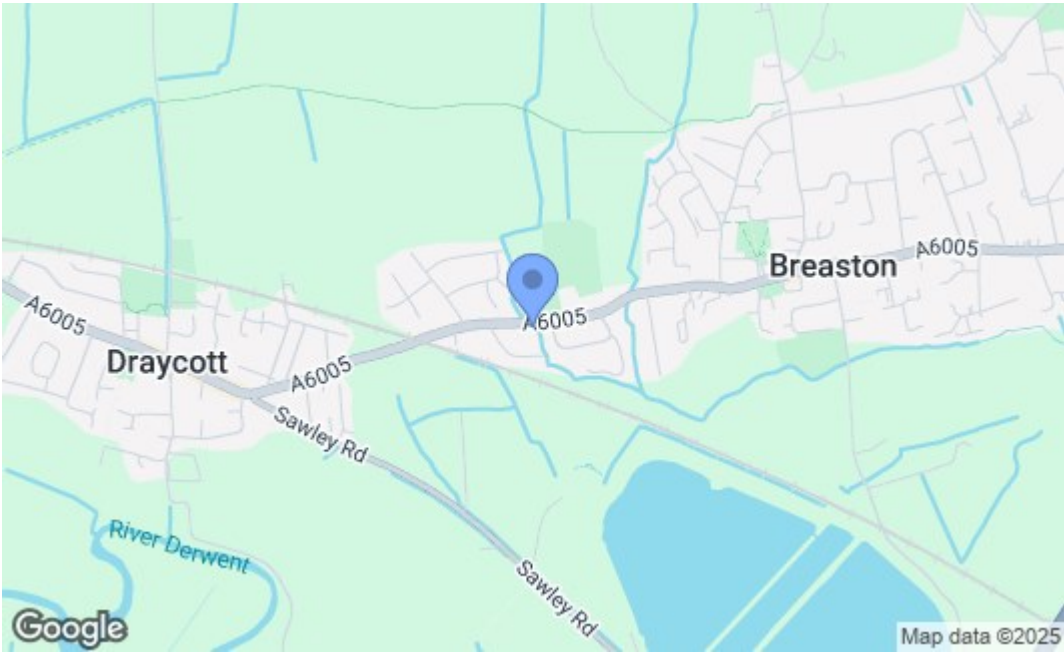 A6005
Breaston
A6005
A6005
Draycott
A6005
Sawley Rd
River Derwent
Sawley Rd
Google
Map data ©2025